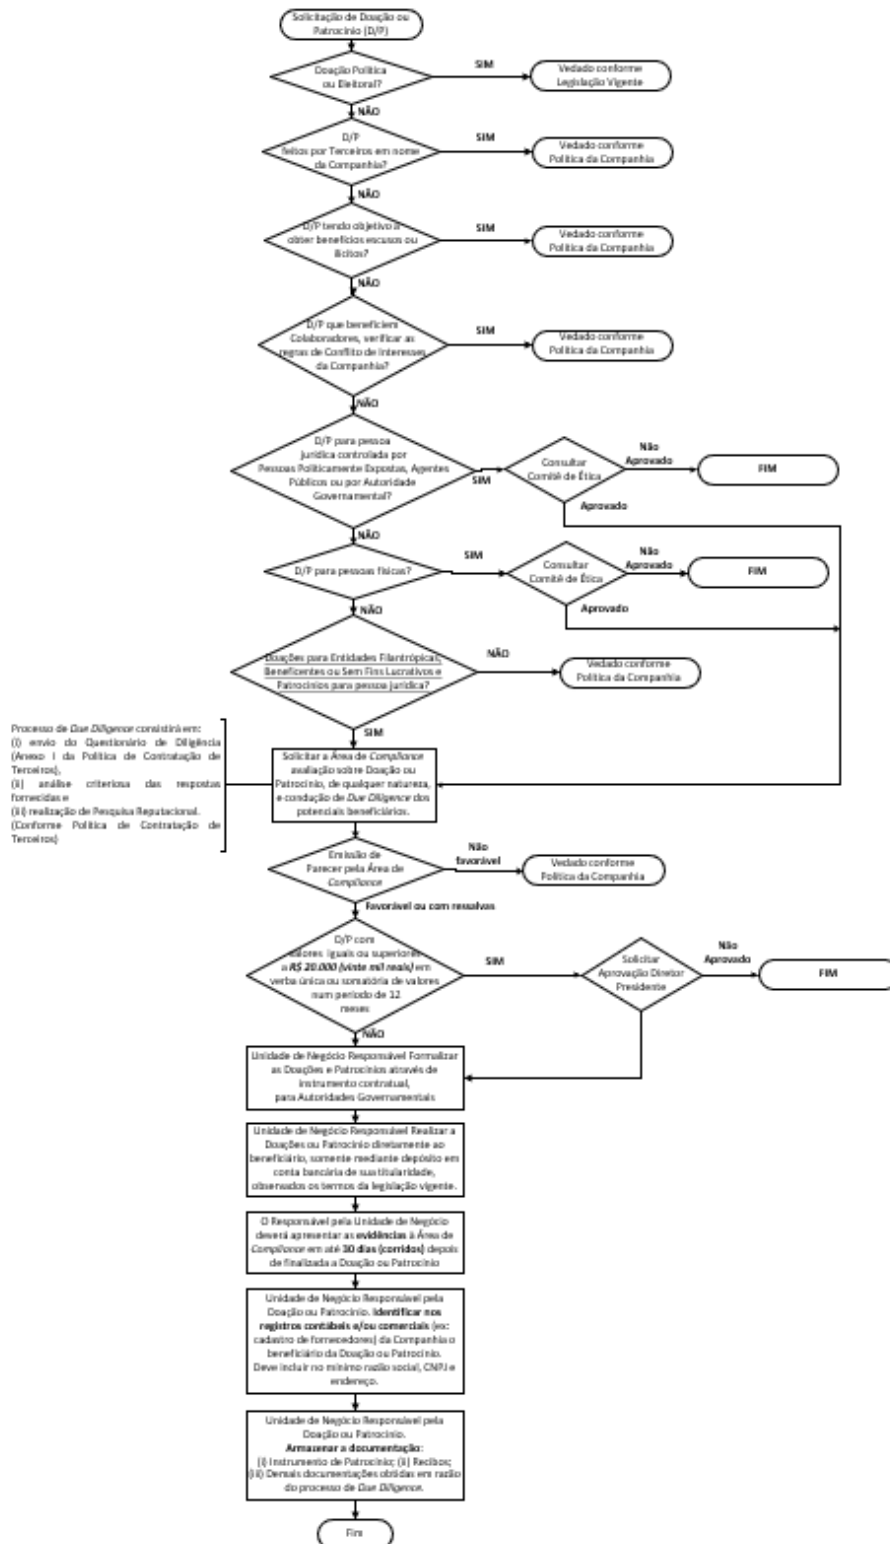 Solicitação de Doação ou
Patrocínio (D/P)
Doação Política
ou Eleitoral?
SIM
Vedado conforme
Legislação Vigente
NÃO
D/P
feitos por Terceiros em nome
da Companhia?
SIM
Vedado conforme
Política da Companhia
NÃO
D/P tendo objetivo a
obter benefícios escusos ou
ilícitos?
SIM
Vedado conforme
Política da Companhia
NÃO
D/P que beneficiem
Colaboradores, verificar as
regras de Conflito de Interesses
da Companhia?
SIM
Vedado conforme
Política da Companhia
NÃO
D/P para pessoa
jurídica controlada por
Pessoas Politicamente Expostas, Agentes
Públicos ou por Autoridade
Governamental?
SIM
Consultar
Comitê de Ética
Não
Aprovado
FIM
Aprovado
NÃO
D/P para pessoas físicas?
SIM
Consultar
Comitê de Ética
Não
Aprovado
FIM
Aprovado
NÃO
Doações para Entidades Filantrópicas,
Beneficentes ou Sem Fins Lucrativos e
Patrocínios para pessoa jurídica?
NÃO
Vedado conforme
Política da Companhia
SIM
Processo de Due Diligence consistirá em:
(i) envio do Questionário de Diligência
(Anexo I da Política de Contratação de
Terceiros),
(ii) análise criteriosa das respostas
fornecidas e
(iii) realização de Pesquisa Reputacional.
(Conforme Política de Contratação de
Terceiros)
Solicitar a Área de Compliance
avaliação sobre Doação ou
Patrocínio, de qualquer natureza,
e condução de Due Diligence dos
potenciais beneficiários.
Emissão de
Parecer pela Área de
Compliance
Não
favorável
Vedado conforme
Política da Companhia
Favorável ou com ressalvas
D/P com
valores iguais ou superiores
a R$ 20.000 (vinte mil reais) em
verba única ou somatória de valores
num período de 12
meses
SIM
Solicitar
Aprovação Diretor
Presidente
Não
Aprovado
FIM
NÃO
Unidade de Negócio Responsável Formalizar
as Doações e Patrocínios através de
instrumento contratual,
para Autoridades Governamentais
Unidade de Negócio Responsável Realizar a
Doações ou Patrocínio diretamente ao
beneficiário, somente mediante depósito em
conta bancária de sua titularidade,
observados os termos da legislação vigente.
O Responsável pela Unidade de Negócio
deverá apresentar as evidências à Área de
Compliance em até 30 dias (corridos) depois
de finalizada a Doação ou Patrocínio
Unidade de Negócio Responsável pela
Doação ou Patrocínio. Identificar nos
registros contábeis e/ou comerciais (ex:
cadastro de fornecedores) da Companhia o
beneficiário da Doação ou Patrocínio.
Deve incluir no mínimo razão social, CNPJ e
endereço.
Unidade de Negócio Responsável pela
Doação ou Patrocínio.
Armazenar a documentação:
(i) Instrumento de Patrocínio; (ii) Recibos;
(iii) Demais documentações obtidas em razão
do processo de Due Diligence.
Fim